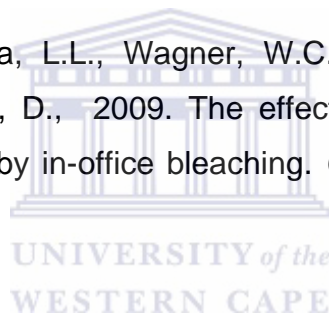 a, L.L., Wagner, W.C.
, D., 2009. The effect
by in-office bleaching.
UNIVERSITY of the
WESTERN CAPE